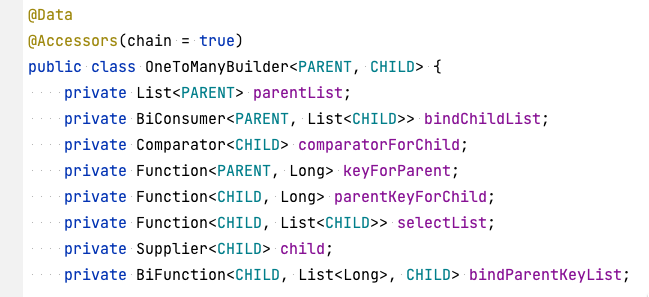 @Data
@Accessors(chain = true)
public class OneToManyBuilder<PARENT, CHILD> {
    private List<PARENT> parentList;
    private BiConsumer<PARENT, List<CHILD>> bindChildList;
    private Comparator<CHILD> comparatorForChild;
    private Function<PARENT, Long> keyForParent;
    private Function<CHILD, Long> parentKeyForChild;
    private Function<CHILD, List<CHILD>> selectList;
    private Supplier<CHILD> child;
    private BiFunction<CHILD, List<Long>, CHILD> bindParentKeyList;